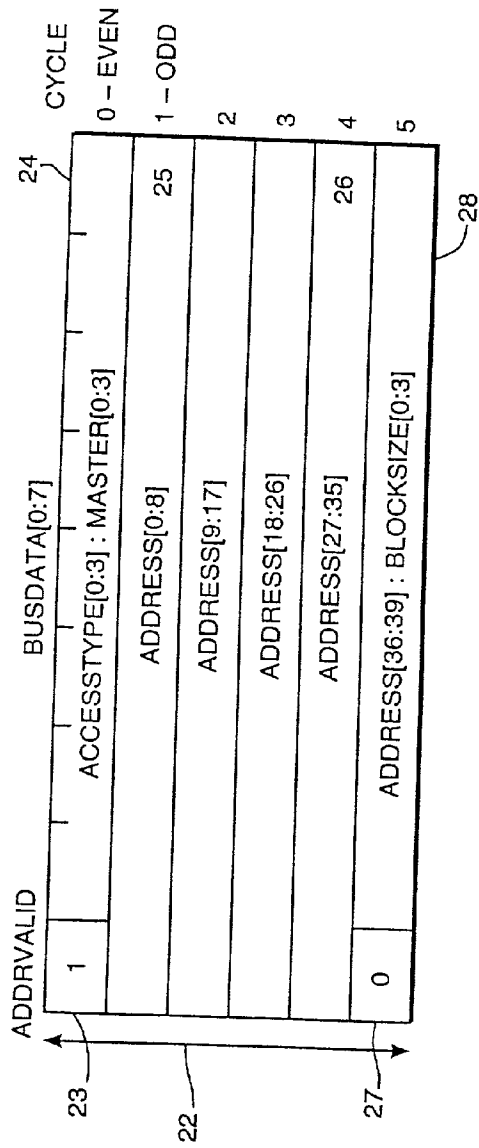 ADDRVALID
BUSDATA[0:7]
24
CYCLE
23
1
ACCESSTYPE[0:3] : MASTER[0:3]
0 – EVEN
ADDRESS[0:8]
25
1 – ODD
22
ADDRESS[9:17]
2
ADDRESS[18:26]
3
ADDRESS[27:35]
26
4
27
0
ADDRESS[36:39] : BLOCKSIZE[0:3]
5
28